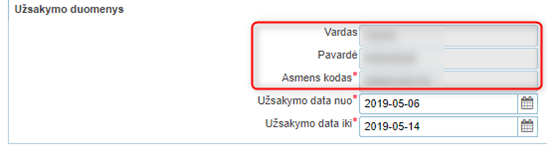 Užsakymo duomenys
Vardas
Pavardė
Asmens kodas*
Užsakymo data nuo* 2019-05-06
Užsakymo data iki* 2019-05-14